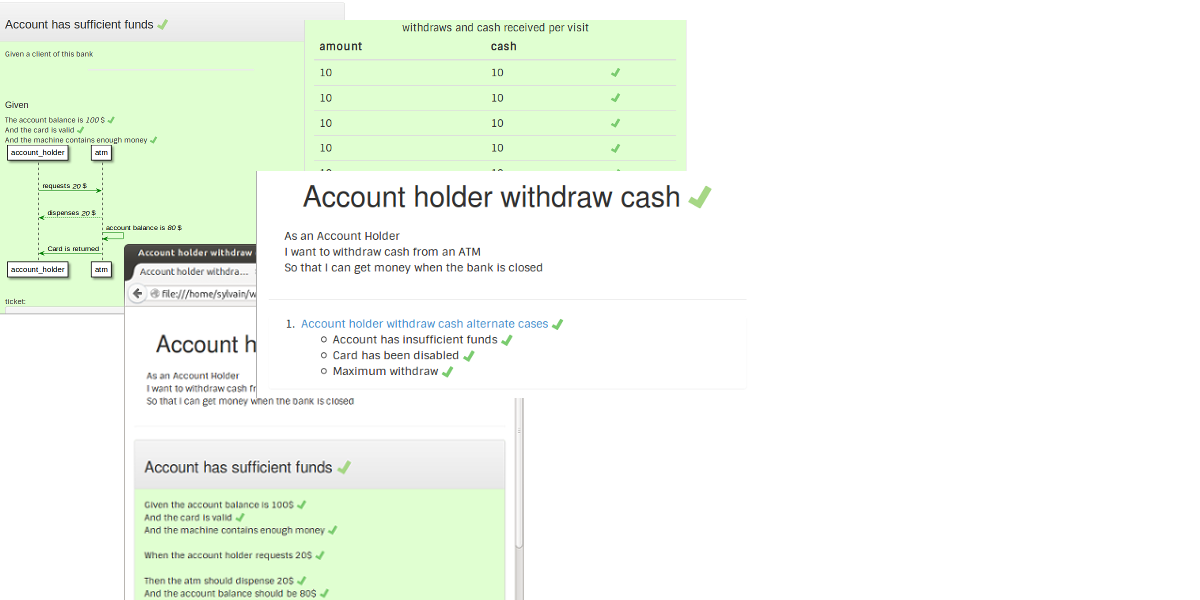 Account has sufficient funds
Given a client of this bank
Given
The account balance is 100 $
And the card is valid
And the machine contains enough money
account_holder atm
requests 20 $
dispenses 20 $
account balance is 80 $
Card is returned
account_holder atm
ticket:
withdraws and cash received per visit
amount cash
10 10
10 10
10 10
10 10
Account holder withdraw cash
As an Account Holder
I want to withdraw cash from an ATM
So that I can get money when the bank is closed
1. Account holder withdraw cash alternate cases
Account has insufficient funds
Card has been disabled
Maximum withdraw
Account holder withdraw
Account holder withdra...
file:///home/sylvain/w
Account h
As an Account Holder
I want to withdraw cash fr
So that I can get money when the bank is closed
Account has sufficient funds
Given the account balance is 100$
And the card is valid
And the machine contains enough money
When the account holder requests 20$
Then the atm should dispense 20$
And the account balance should be 80$